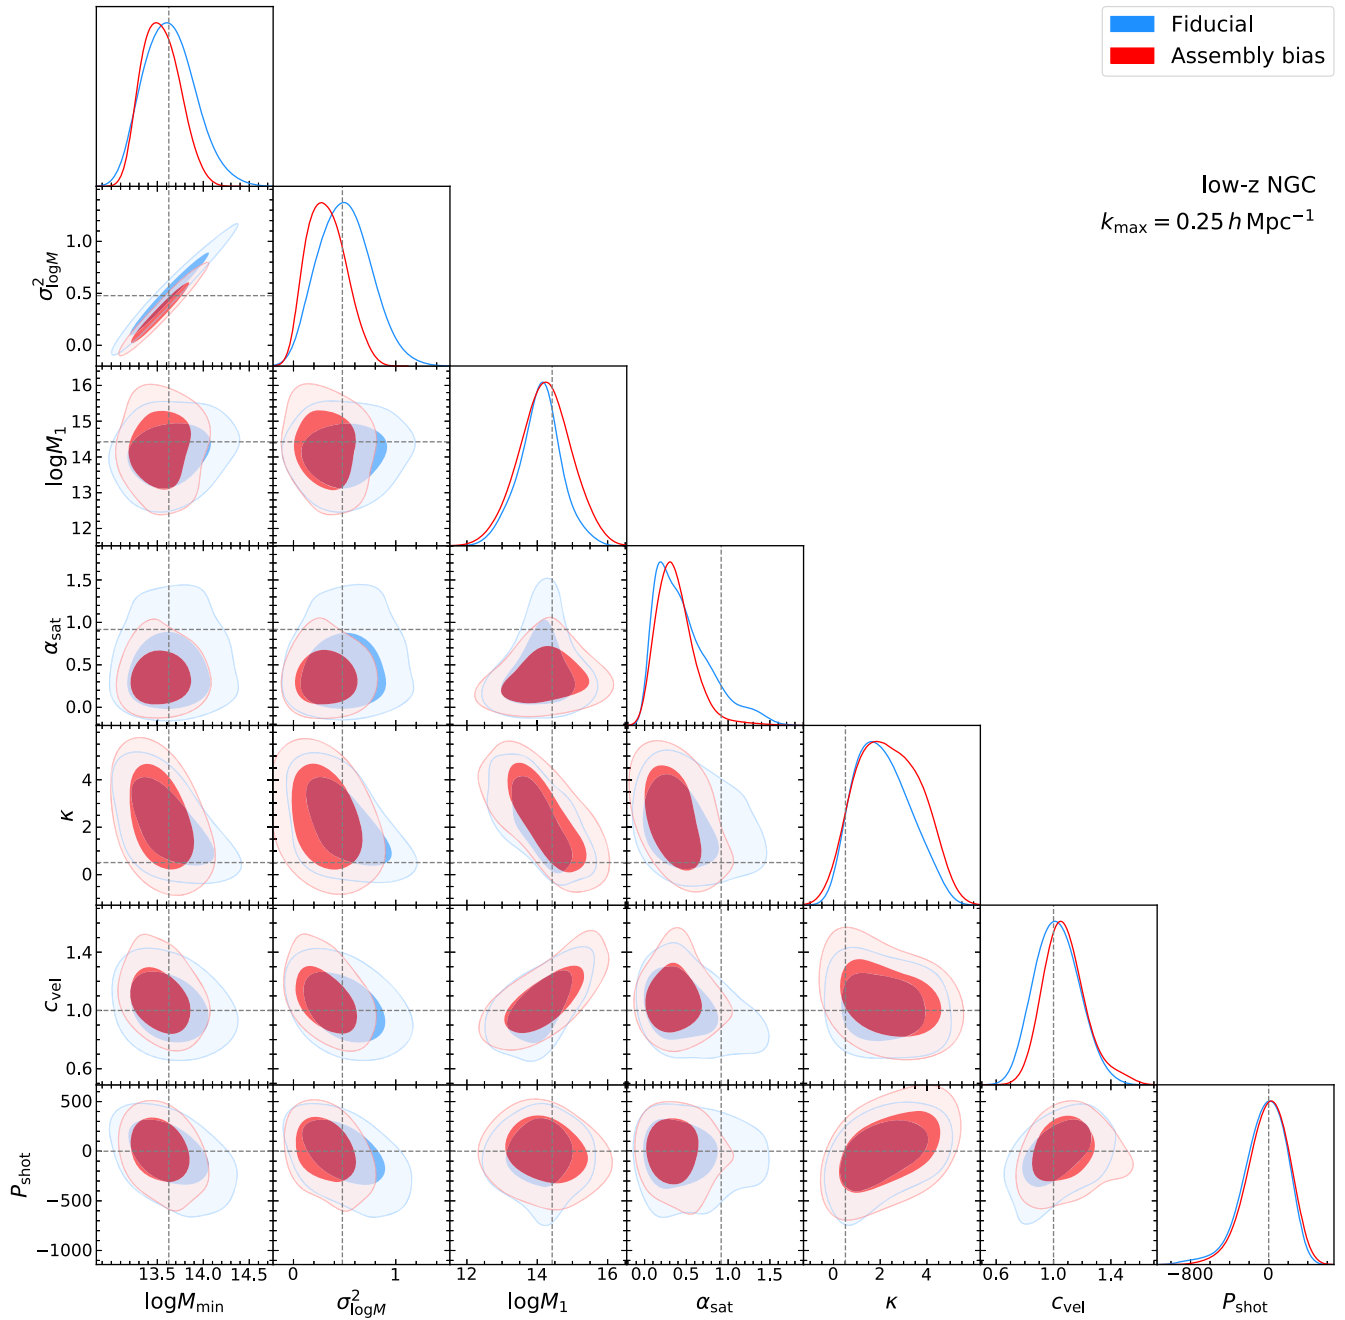 Fiducial
Assembly bias
low-z NGC
k_max = 0.25 h Mpc⁻¹
σ²_logM
1.0
0.5
0.0
logM₁
16
15
14
13
12
α_sat
1.5
1.0
0.5
0.0
κ
4
2
0
c_vel
1.4
1.0
0.6
P_shot
500
0
−500
−1000
13.5 14.0 14.5
0 1
12 14 16
0.0 0.5 1.0 1.5
0 2 4
0.6 1.0 1.4
−800 0
logM_min σ²_logM logM₁ α_sat κ c_vel P_shot